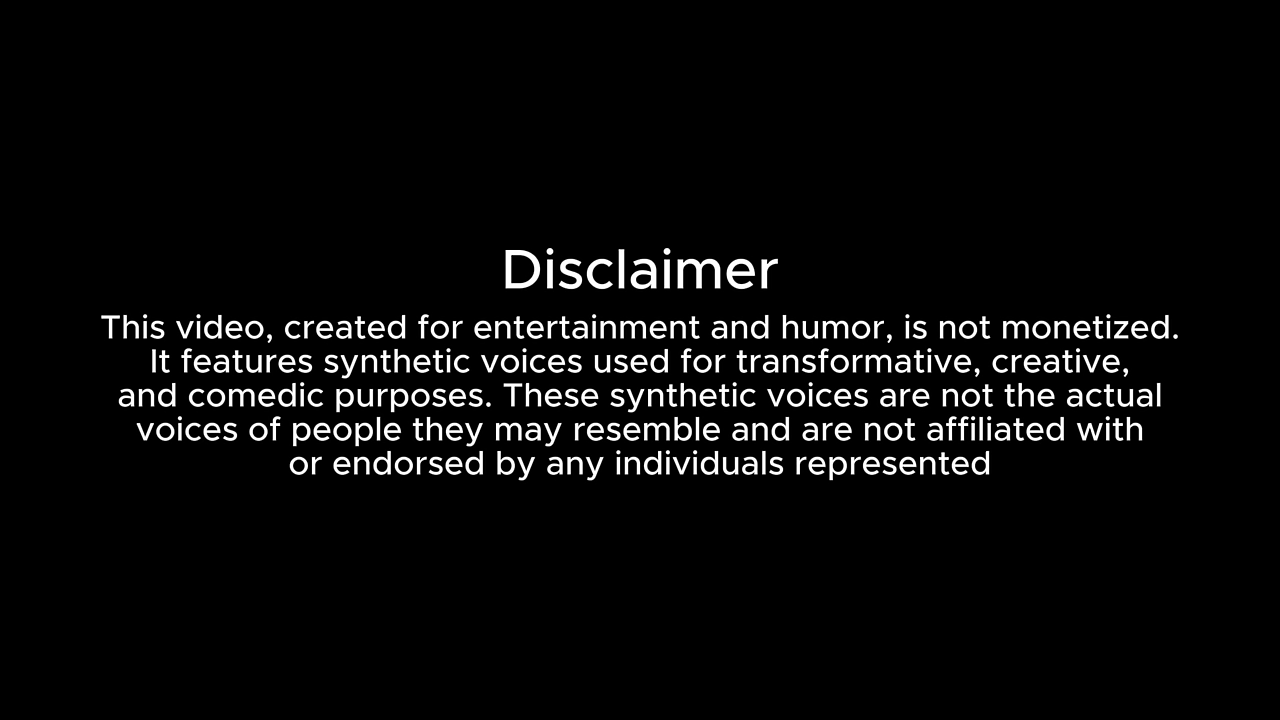 Disclaimer
This video, created for entertainment and humor, is not monetized.
It features synthetic voices used for transformative, creative,
and comedic purposes. These synthetic voices are not the actual
voices of people they may resemble and are not affiliated with
or endorsed by any individuals represented